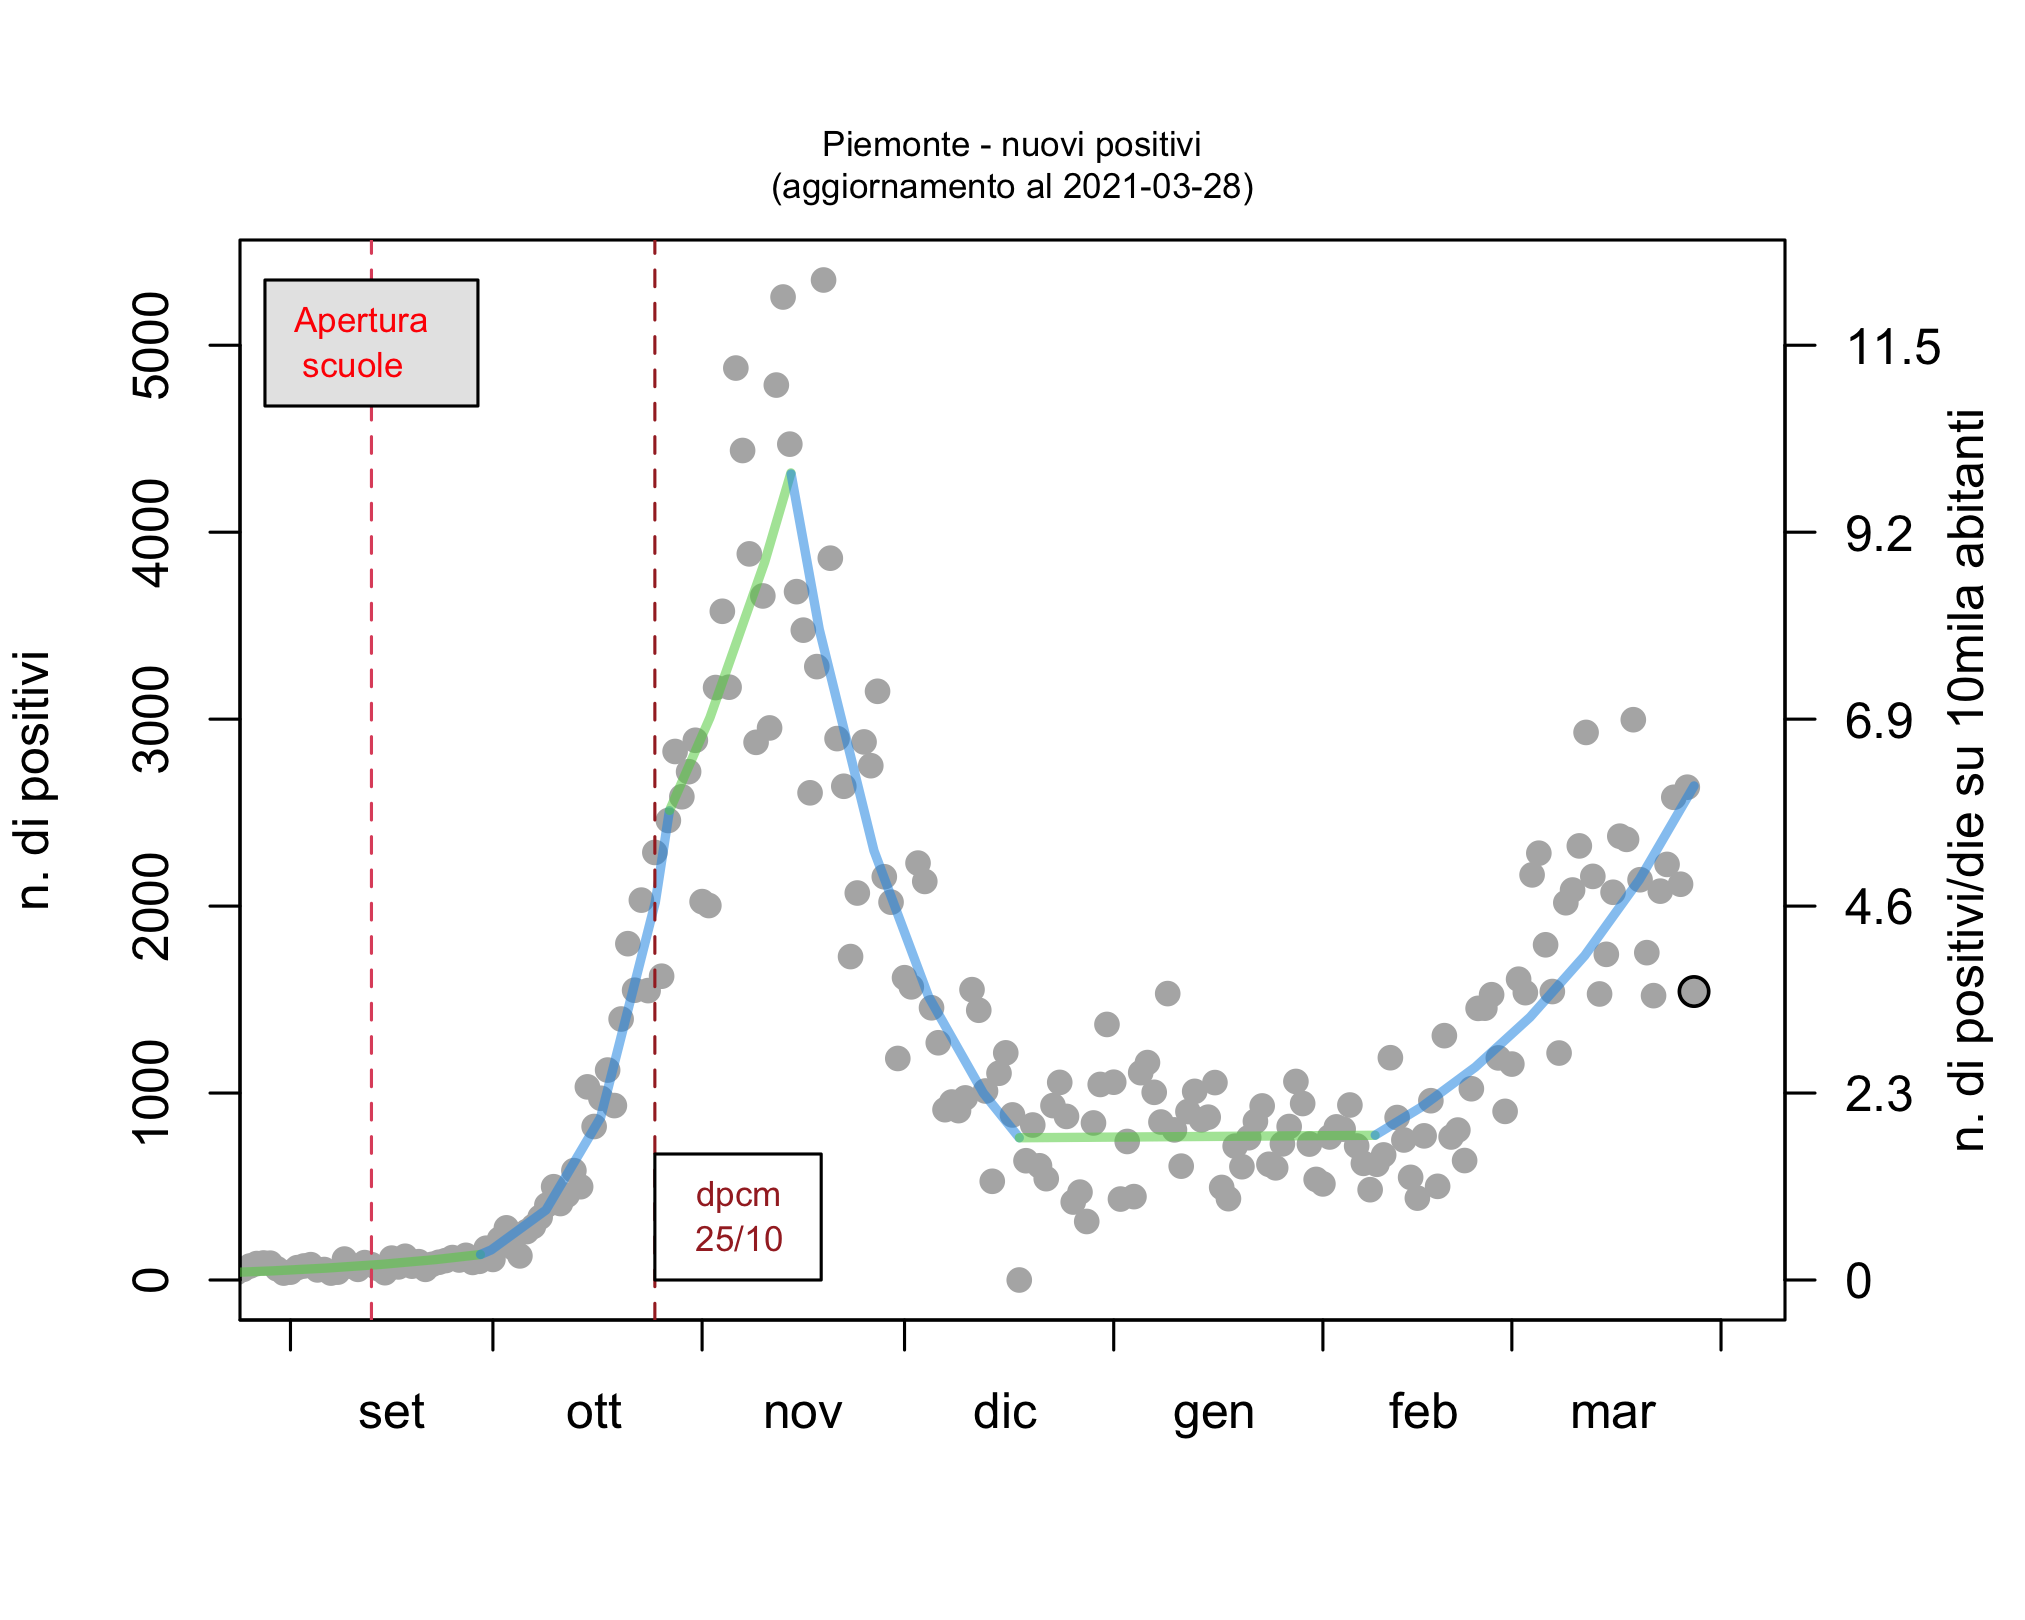 Piemonte - nuovi positivi
(aggiornamento al 2021-03-28)
Apertura
scuole
dpcm
25/10
n. di positivi
5000
4000
3000
2000
1000
0
11.5
9.2
6.9
4.6
2.3
0
n. di positivi/die su 10mila abitanti
set ott nov dic gen feb mar